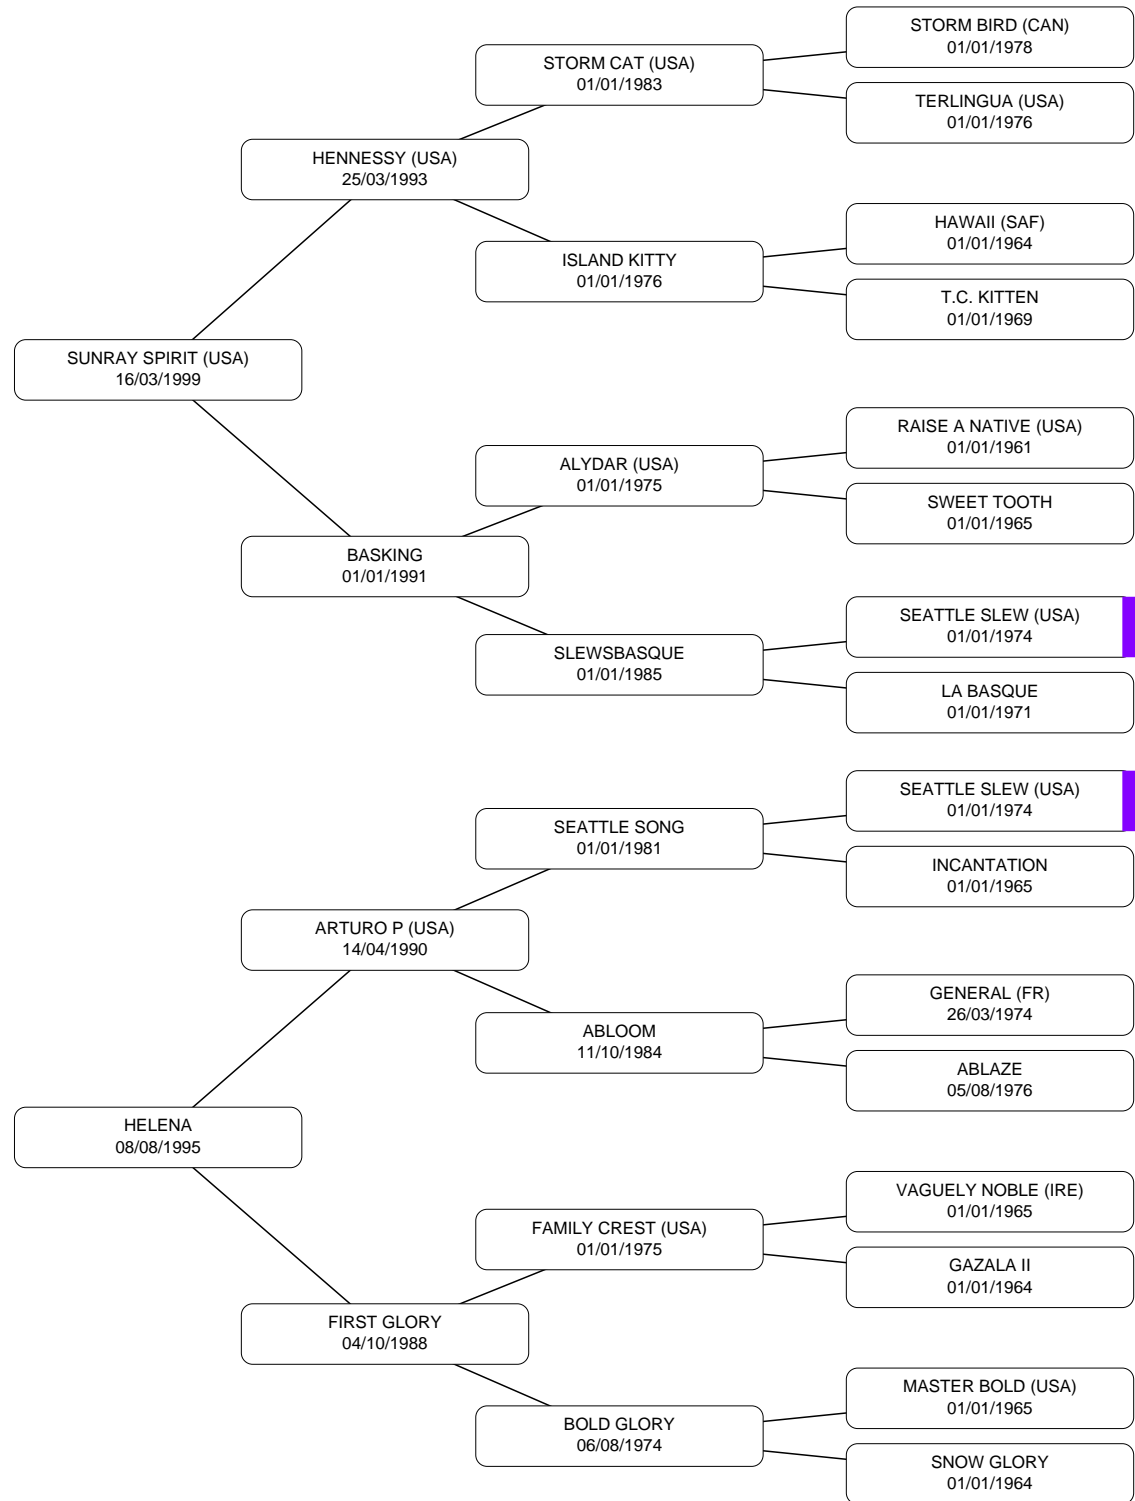 STORM BIRD (CAN)
01/01/1978
STORM CAT (USA)
01/01/1983
TERLINGUA (USA)
01/01/1976
HENNESSY (USA)
25/03/1993
HAWAII (SAF)
01/01/1964
ISLAND KITTY
01/01/1976
T.C. KITTEN
01/01/1969
SUNRAY SPIRIT (USA)
16/03/1999
RAISE A NATIVE (USA)
01/01/1961
ALYDAR (USA)
01/01/1975
SWEET TOOTH
01/01/1965
BASKING
01/01/1991
SEATTLE SLEW (USA)
01/01/1974
SLEWSBASQUE
01/01/1985
LA BASQUE
01/01/1971
SEATTLE SLEW (USA)
01/01/1974
SEATTLE SONG
01/01/1981
INCANTATION
01/01/1965
ARTURO P (USA)
14/04/1990
GENERAL (FR)
26/03/1974
ABLOOM
11/10/1984
ABLAZE
05/08/1976
HELENA
08/08/1995
VAGUELY NOBLE (IRE)
01/01/1965
FAMILY CREST (USA)
01/01/1975
GAZALA II
01/01/1964
FIRST GLORY
04/10/1988
MASTER BOLD (USA)
01/01/1965
BOLD GLORY
06/08/1974
SNOW GLORY
01/01/1964